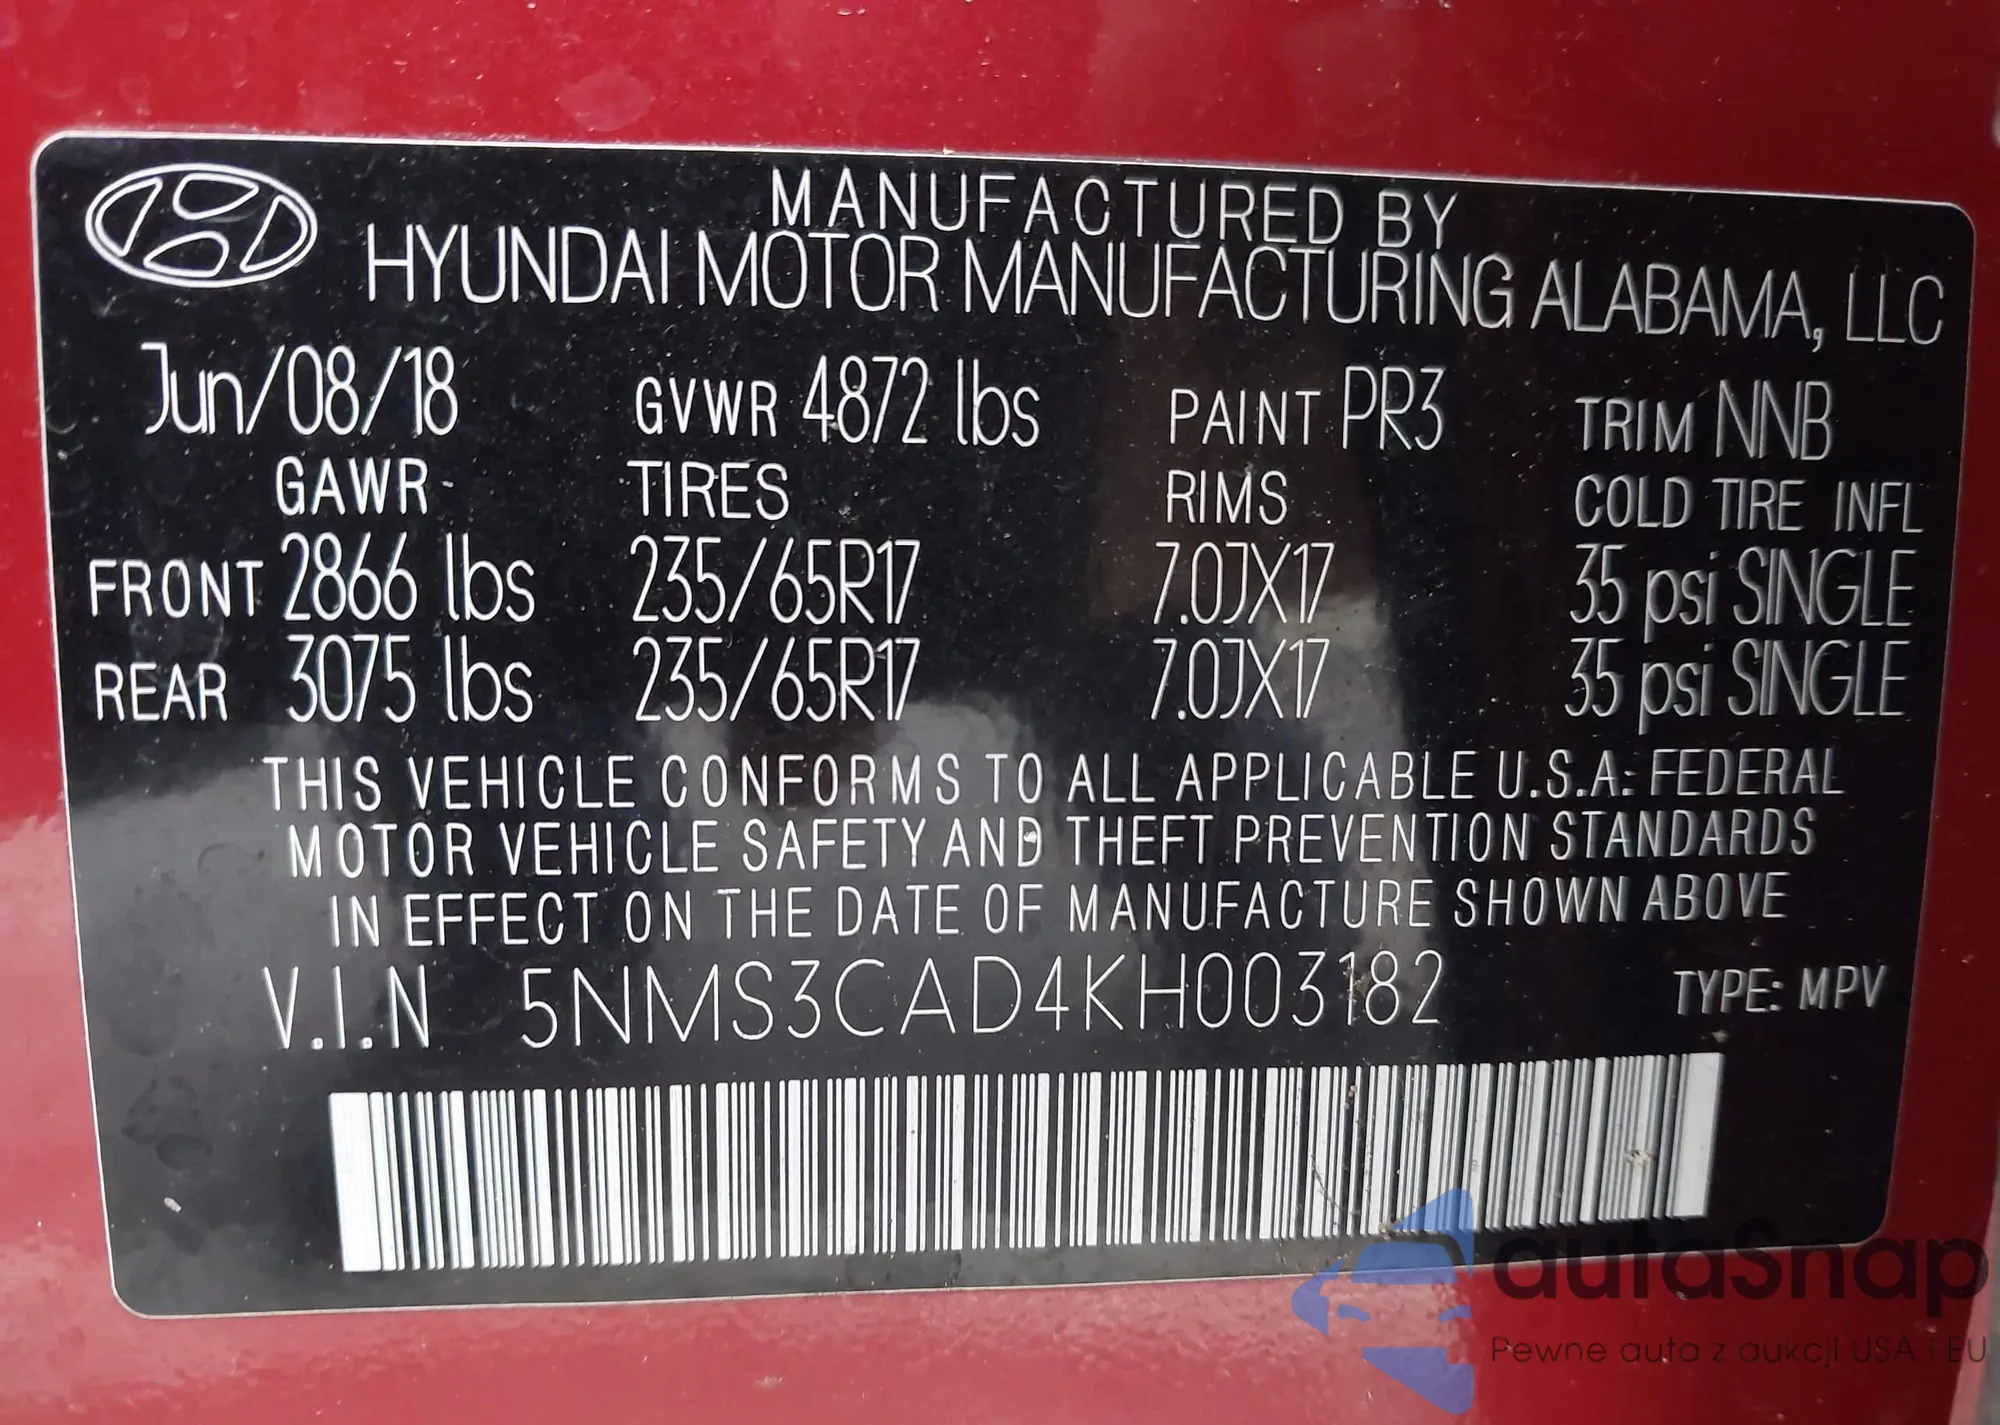 MANUFACTURED BY
HYUNDAI MOTOR MANUFACTURING ALABAMA, LLC
Jun/08/18 GVWR 4872 lbs PAINT PR3 TRIM NNB
GAWR TIRES RIMS COLD TIRE INFL
FRONT 2866 lbs 235/65R17 7.0JX17 35 psi SINGLE
REAR 3075 lbs 235/65R17 7.0JX17 35 psi SINGLE
THIS VEHICLE CONFORMS TO ALL APPLICABLE U.S.A. FEDERAL
MOTOR VEHICLE SAFETY AND THEFT PREVENTION STANDARDS
IN EFFECT ON THE DATE OF MANUFACTURE SHOWN ABOVE
V.I.N 5NMS3CAD4KH003182 TYPE: MPV
autaSnap
Pewne auta z aukcji USA i EU